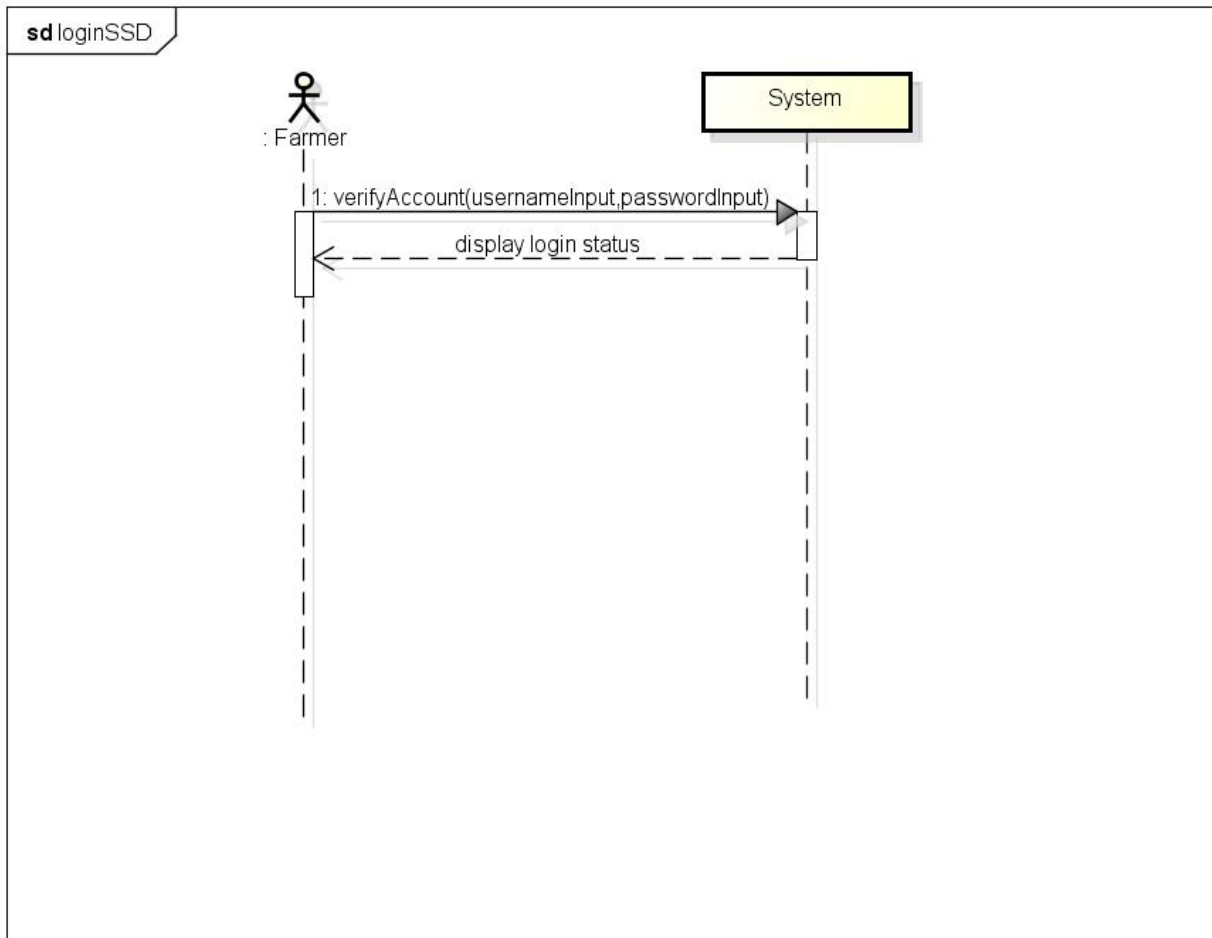 sd loginSSD
System
: Farmer
1: verifyAccount(usernameInput,passwordInput)
display login status